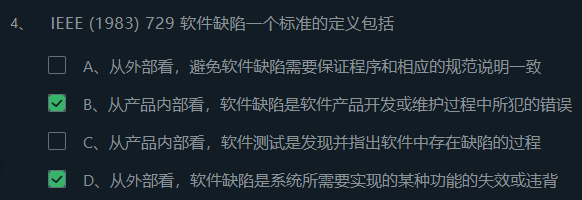 4、 IEEE (1983) 729 软件缺陷一个标准的定义包括
A、从外部看，避免软件缺陷需要保证程序和相应的规范说明一致
B、从产品内部看，软件缺陷是软件产品开发或维护过程中所犯的错误
C、从产品内部看，软件测试是发现并指出软件中存在缺陷的过程
D、从外部看，软件缺陷是系统所需要实现的某种功能的失效或违背